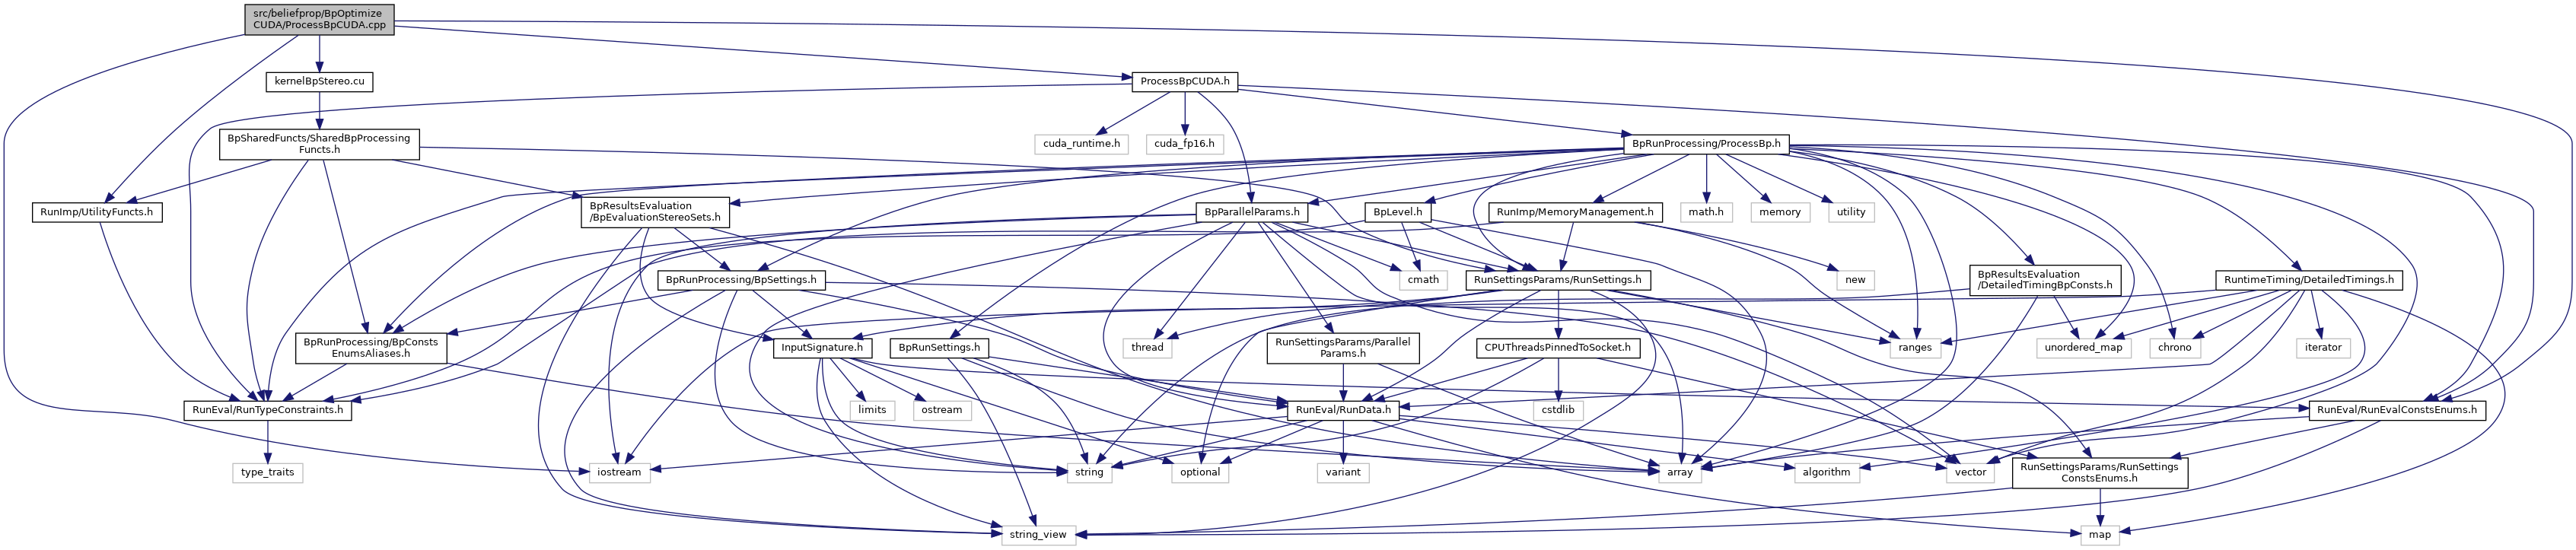 src/beliefprop/BpOptimize
CUDA/ProcessBpCUDA.cpp
kernelBpStereo.cu
ProcessBpCUDA.h
BpSharedFuncts/SharedBpProcessing
Functs.h
cuda_runtime.h
cuda_fp16.h
BpRunProcessing/ProcessBp.h
RunImp/UtilityFuncts.h
BpResultsEvaluation
/BpEvaluationStereoSets.h
BpParallelParams.h
BpLevel.h
RunImp/MemoryManagement.h
math.h
memory
utility
BpRunProcessing/BpSettings.h
cmath
RunSettingsParams/RunSettings.h
new
BpResultsEvaluation
/DetailedTimingBpConsts.h
RuntimeTiming/DetailedTimings.h
BpRunProcessing/BpConsts
EnumsAliases.h
InputSignature.h
BpRunSettings.h
thread
RunSettingsParams/Parallel
Params.h
CPUThreadsPinnedToSocket.h
ranges
unordered_map
chrono
iterator
RunEval/RunTypeConstraints.h
limits
ostream
RunEval/RunData.h
cstdlib
RunEval/RunEvalConstsEnums.h
type_traits
iostream
string
optional
variant
array
algorithm
vector
RunSettingsParams/RunSettings
ConstsEnums.h
string_view
map